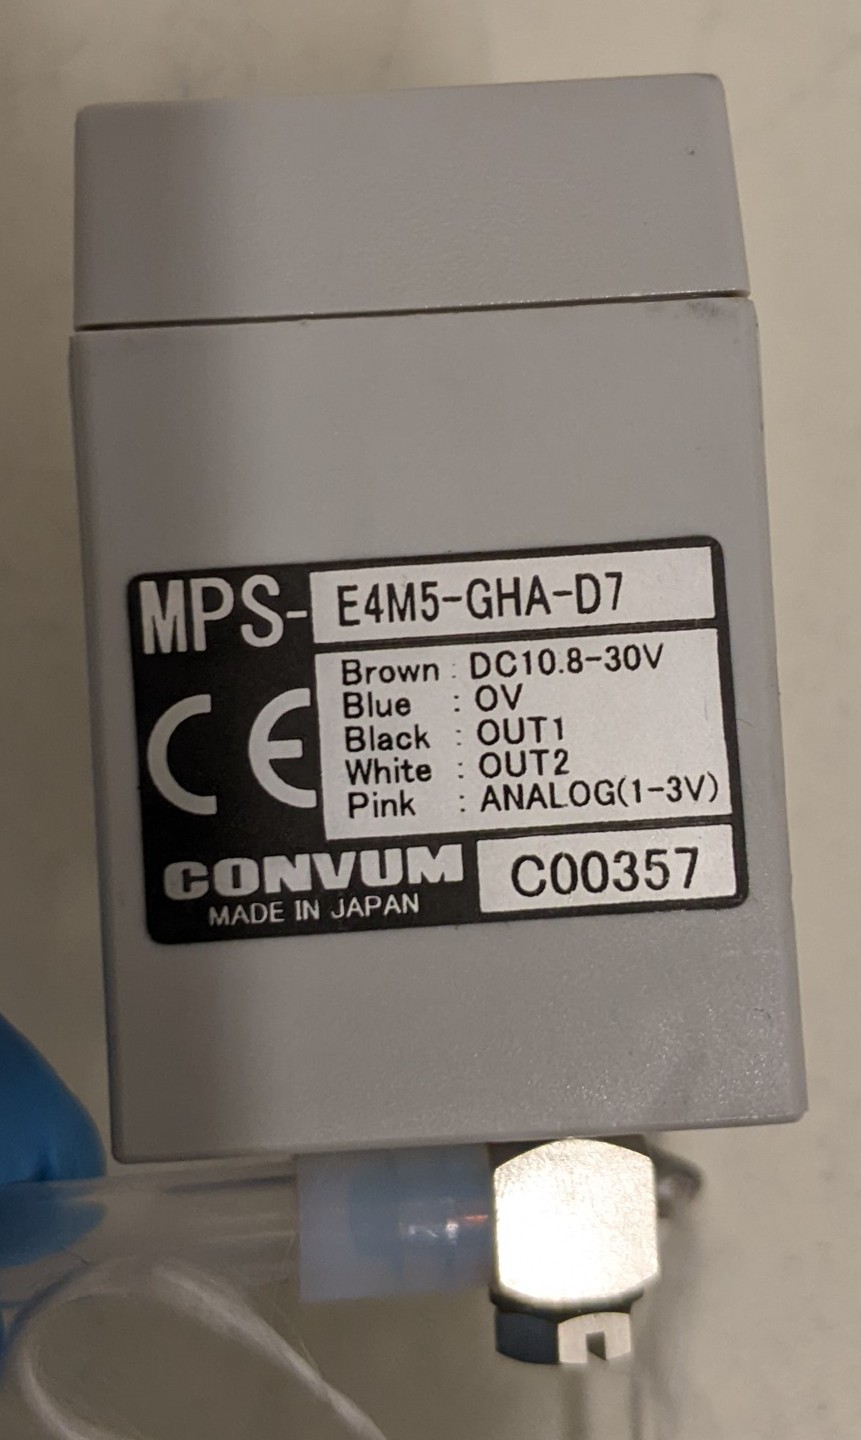 MPS- E4M5-GHA-D7
Brown : DC10.8-30V
Blue : 0V
Black : OUT1
White : OUT2
Pink : ANALOG(1-3V)
CE
CONVUM
MADE IN JAPAN
C00357